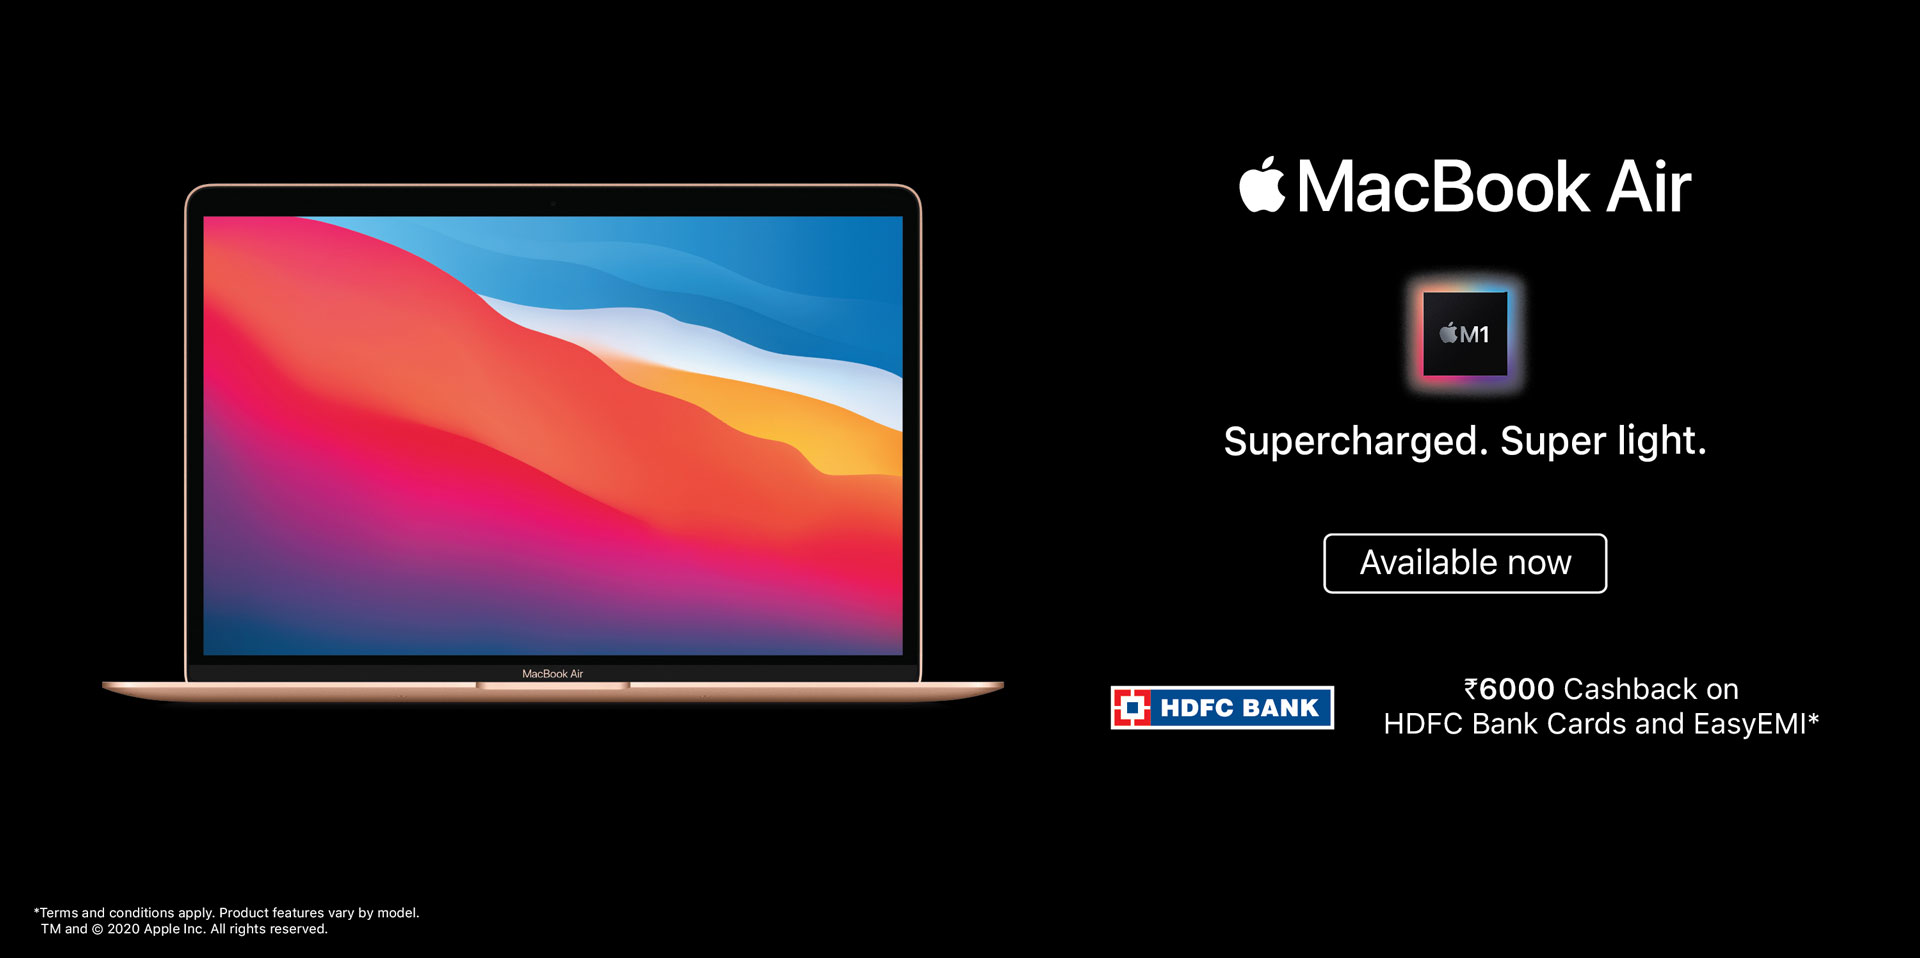 MacBook Air
M1
Supercharged. Super light.
Available now
MacBook Air
HDFC BANK
₹6000 Cashback on
HDFC Bank Cards and EasyEMI*
*Terms and conditions apply. Product features vary by model.
TM and © 2020 Apple Inc. All rights reserved.